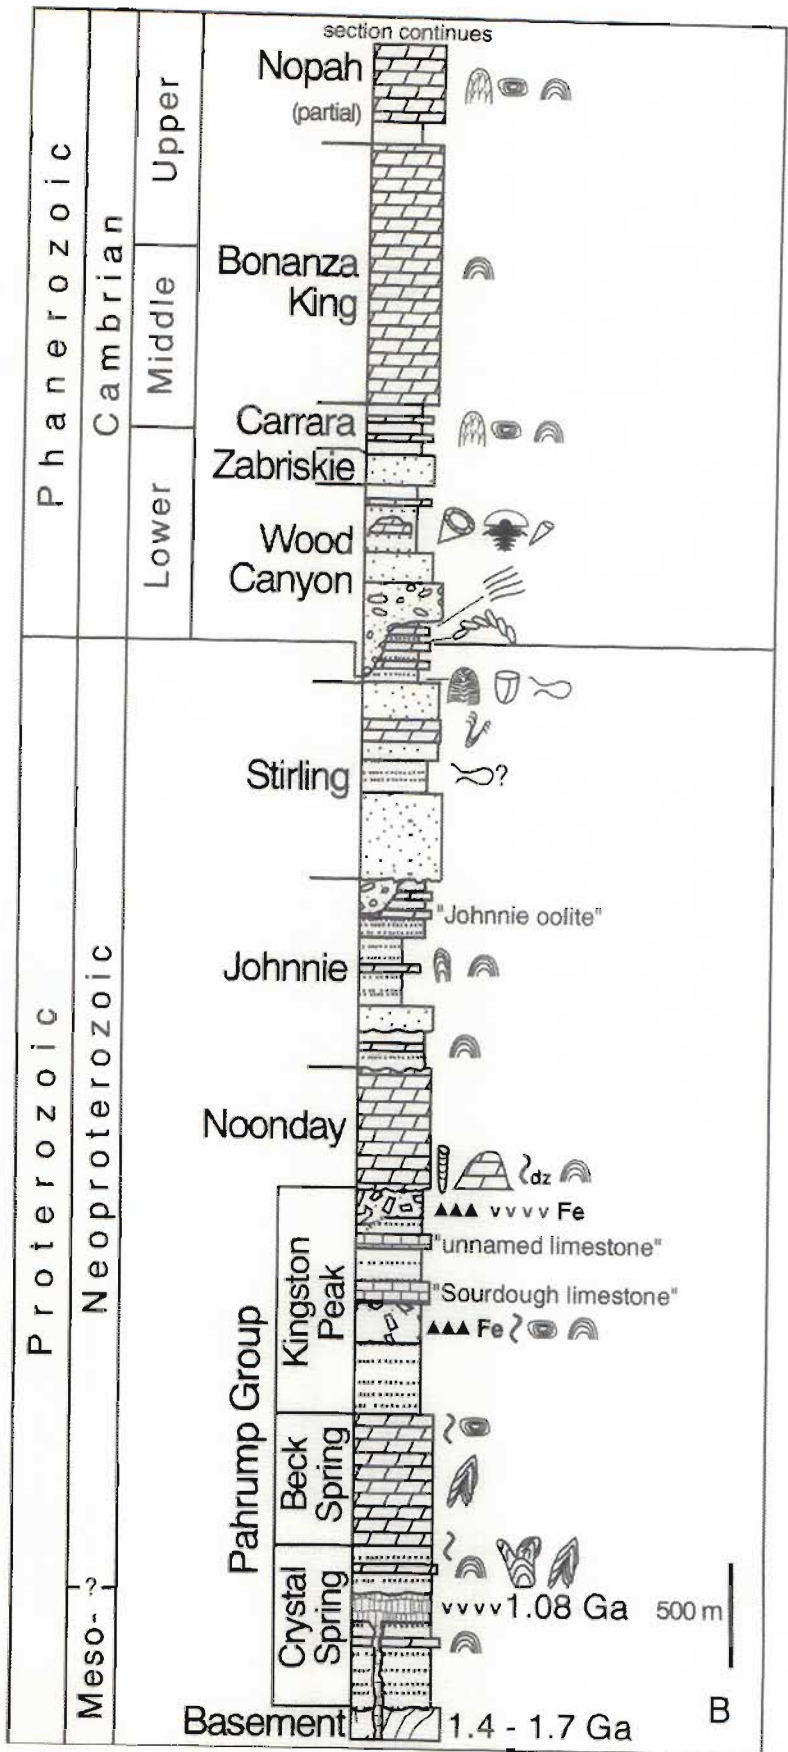 section continues
Nopah
(partial)
Upper
Phanerozoic
Cambrian
Bonanza
King
Middle
Carrara
Zabriskie
Lower
Wood
Canyon
Stirling
?
"Johnnie oolite"
Johnnie
Proterozoic
Neoproterozoic
Noonday
dz
vvvv Fe
"unnamed limestone"
Kingston
Peak
"Sourdough limestone"
Fe
Pahrump Group
Beck
Spring
Crystal
Spring
?
vvvv 1.08 Ga
500 m
Meso-
B
Basement
1.4 - 1.7 Ga